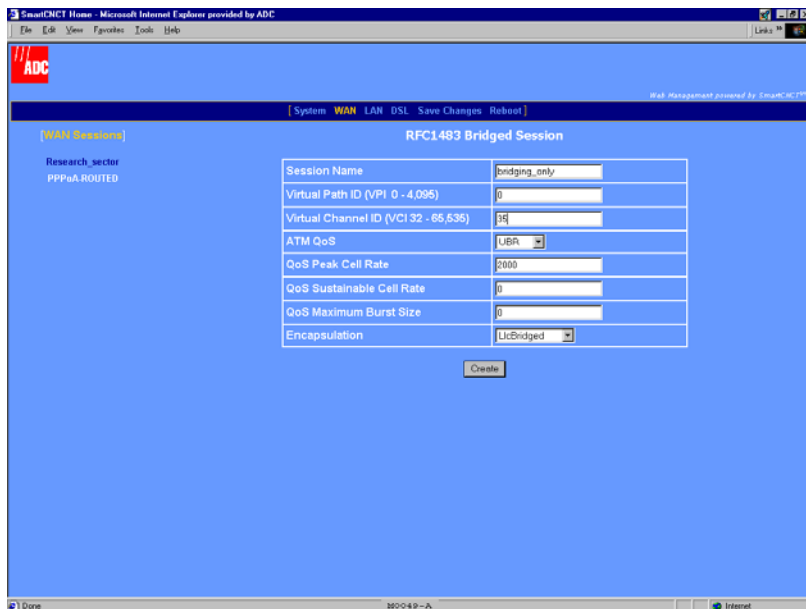 SmartCNCT Home - Microsoft Internet Explorer provided by ADC
File Edit View Favorites Tools Help
Links »
ADC
Web Management powered by SmartCNCT
[System WAN LAN DSL Save Changes Reboot]
[WAN Sessions]
RFC1483 Bridged Session
Research_sector
PPPoA-ROUTED
Session Name bridging_only
Virtual Path ID (VPI 0 - 4,095) 0
Virtual Channel ID (VCI 32 - 65,535) 35
ATM QoS UBR
QoS Peak Cell Rate 2000
QoS Sustainable Cell Rate 0
QoS Maximum Burst Size 0
Encapsulation LlcBridged
Create
Done
M0049-A
Internet